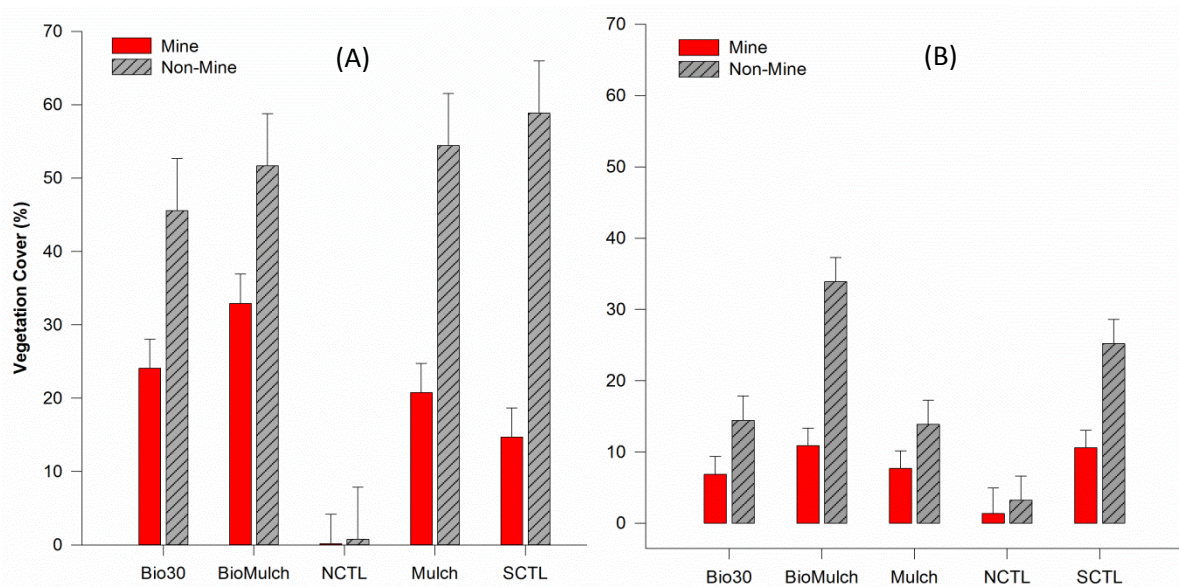 70
60
50
40
30
20
10
0
Vegetation Cover (%)
Mine
Non-Mine
(A)
Bio30 BioMulch NCTL Mulch SCTL
70
60
50
40
30
20
10
0
Mine
Non-Mine
(B)
Bio30 BioMulch Mulch NCTL SCTL